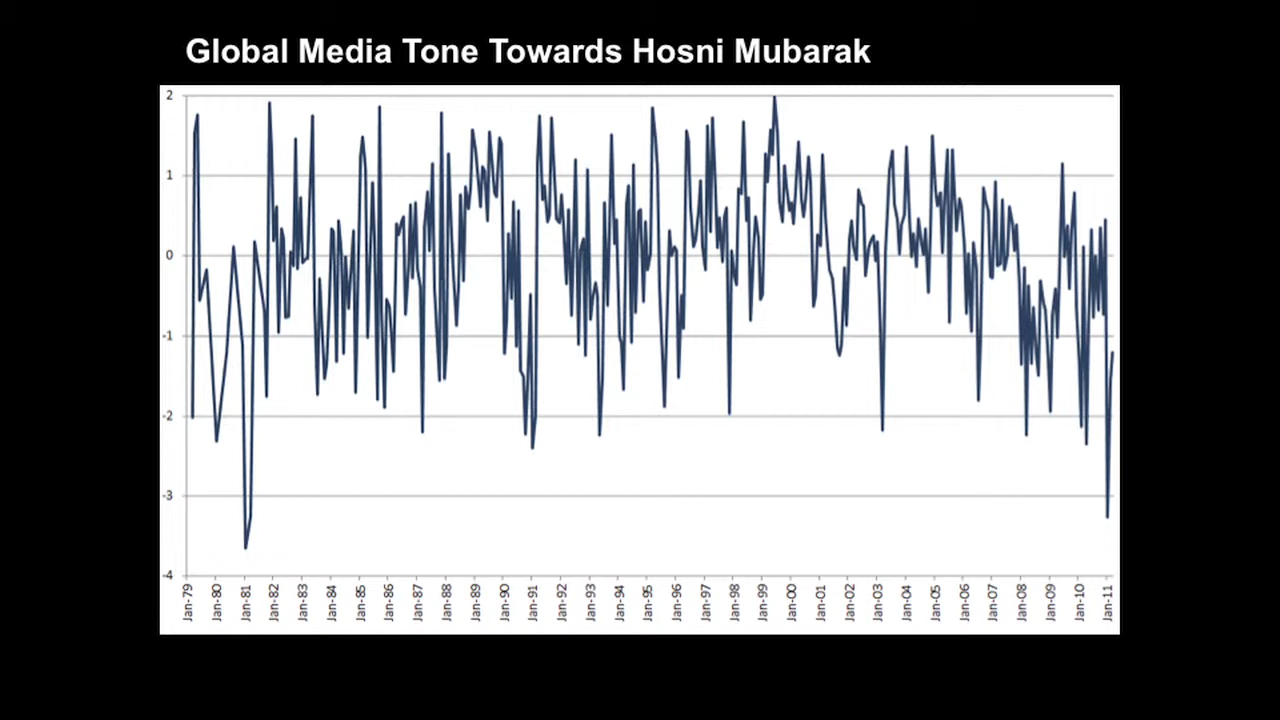 Global Media Tone Towards Hosni Mubarak
2
1
0
-1
-2
-3
-4
Jan-79
Jan-80
Jan-81
Jan-82
Jan-83
Jan-84
Jan-85
Jan-86
Jan-87
Jan-88
Jan-89
Jan-90
Jan-91
Jan-92
Jan-93
Jan-94
Jan-95
Jan-96
Jan-97
Jan-98
Jan-99
Jan-00
Jan-01
Jan-02
Jan-03
Jan-04
Jan-05
Jan-06
Jan-07
Jan-08
Jan-09
Jan-10
Jan-11